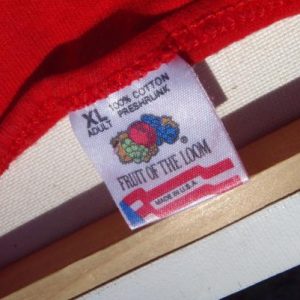 XL 100% COTTON
ADULT PRESHRUNK
®
FRUIT OF THE LOOM
MADE IN U.S.A.